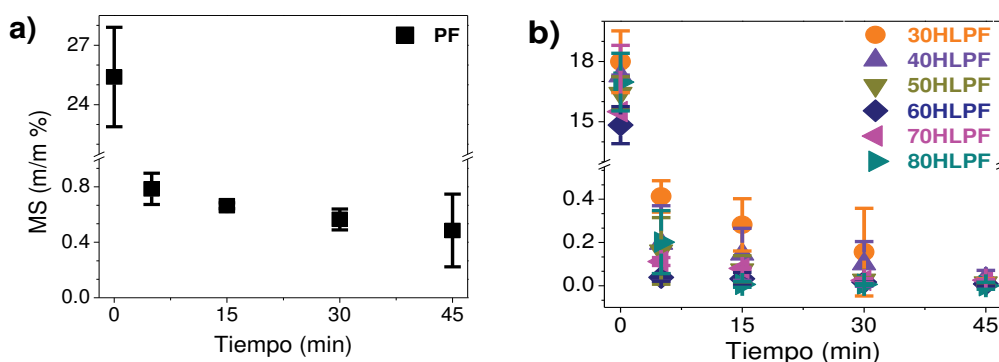 a)
PF
MS (m/m %)
27
24
0.8
0.4
0.0
0 15 30 45
Tiempo (min)
b)
30HLPF
40HLPF
50HLPF
60HLPF
70HLPF
80HLPF
18
15
0.4
0.2
0.0
0 15 30 45
Tiempo (min)